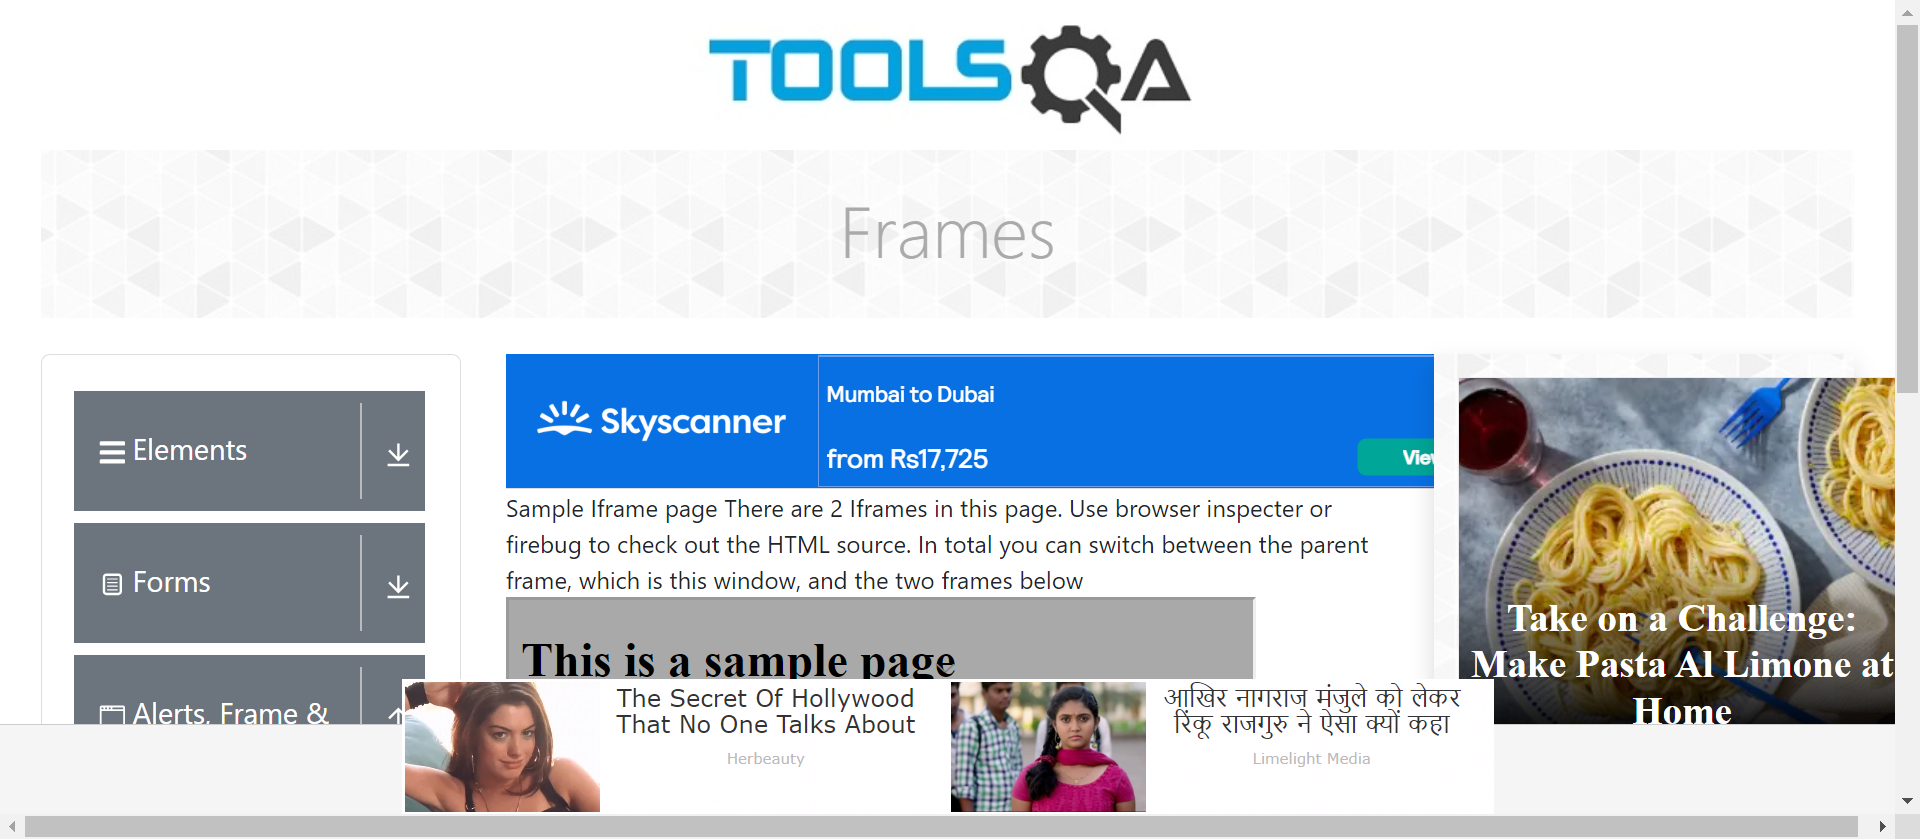 TOOLSQA
Frames
Elements
Forms
Alerts, Frame &
Skyscanner
Mumbai to Dubai
from Rs17,725
Sample Iframe page There are 2 Iframes in this page. Use browser inspecter or
firebug to check out the HTML source. In total you can switch between the parent
frame, which is this window, and the two frames below
This is a sample page
Take on a Challenge:
Make Pasta Al Limone at
Home
The Secret Of Hollywood
That No One Talks About
Herbeauty
आखिर नागराज मंजुले को लेकर
रिंकू राजगुरु ने ऐसा क्यों कहा
Limelight Media